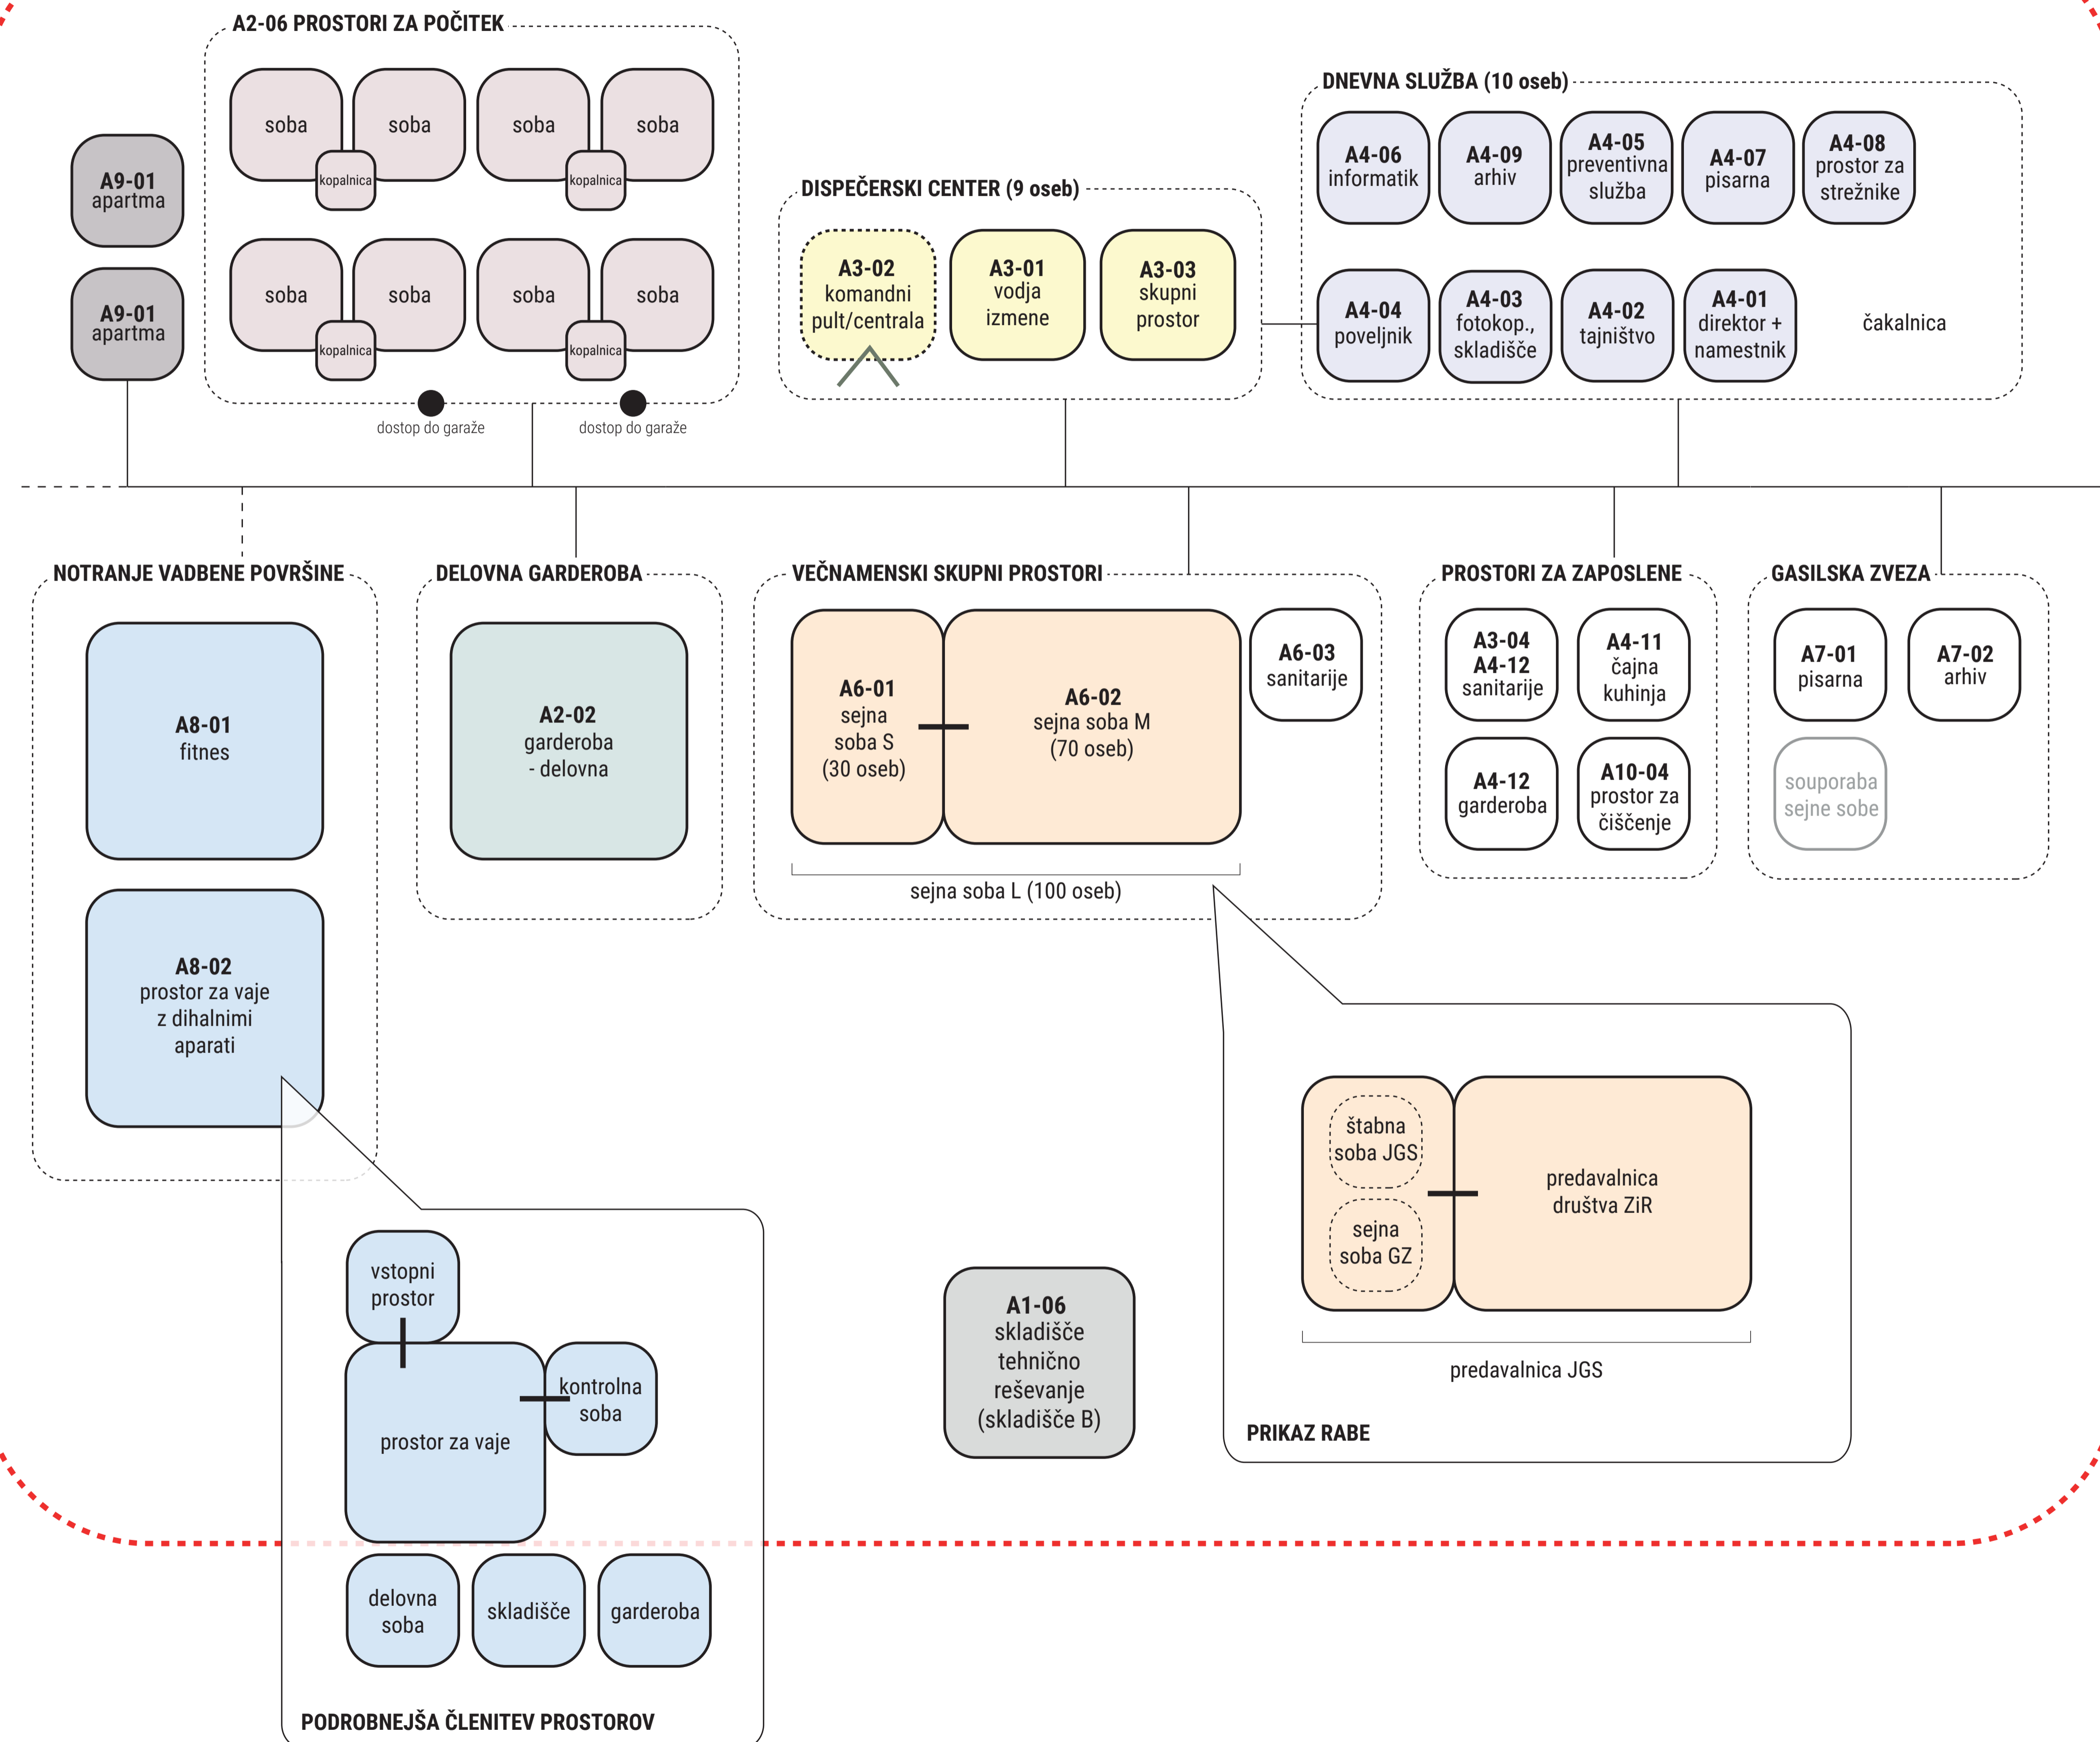 A2-06 PROSTORI ZA POČITEK
soba
soba
soba
soba
kopalnica
kopalnica
soba
soba
soba
soba
kopalnica
kopalnica
dostop do garaže
dostop do garaže
A9-01
apartma
A9-01
apartma
DISPEČERSKI CENTER (9 oseb)
A3-02
komandni
pult/centrala
A3-01
vodja
izmene
A3-03
skupni
prostor
DNEVNA SLUŽBA (10 oseb)
A4-06
informatik
A4-09
arhiv
A4-05
preventivna
služba
A4-07
pisarna
A4-08
prostor za
strežnike
A4-04
poveljnik
A4-03
fotokop.,
skladišče
A4-02
tajništvo
A4-01
direktor +
namestnik
čakalnica
NOTRANJE VADBENE POVRŠINE
A8-01
fitnes
A8-02
prostor za vaje
z dihalnimi
aparati
DELOVNA GARDEROBA
A2-02
garderoba
- delovna
VEČNAMENSKI SKUPNI PROSTORI
A6-01
sejna
soba S
(30 oseb)
A6-02
sejna soba M
(70 oseb)
A6-03
sanitarije
sejna soba L (100 oseb)
PROSTORI ZA ZAPOSLENE
A3-04
A4-12
sanitarije
A4-11
čajna
kuhinja
A4-12
garderoba
A10-04
prostor za
čiščenje
GASILSKA ZVEZA
A7-01
pisarna
A7-02
arhiv
souporaba
sejne sobe
štabna
soba JGS
sejna
soba GZ
predavalnica
društva ZiR
predavalnica JGS
PRIKAZ RABE
A1-06
skladišče
tehnično
reševanje
(skladišče B)
vstopni
prostor
kontrolna
soba
prostor za vaje
delovna
soba
skladišče
garderoba
PODROBNEJŠA ČLENITEV PROSTOROV